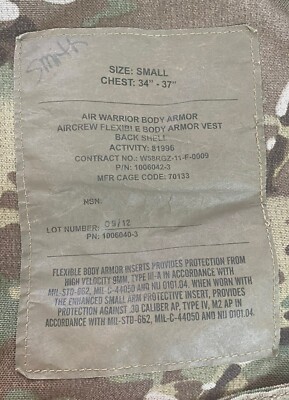 Smith
SIZE: SMALL
CHEST: 34" - 37"
AIR WARRIOR BODY ARMOR
AIRCREW FLEXIBLE BODY ARMOR VEST
BACK SHELL
ACTIVITY: 81996
CONTRACT NO.: W58RGZ-11-F-0009
P/N: 1006042-3
MFR CAGE CODE: 70133
NSN:
LOT NUMBER: 09/12
PN: 1006040-3
FLEXIBLE BODY ARMOR INSERTS PROVIDES PROTECTION FROM
HIGH VELOCITY 9MM, TYPE III-A IN ACCORDANCE WITH
MIL-STD-662, MIL-C-44050 AND NIJ 0101.04. WHEN WORN WITH
THE ENHANCED SMALL ARM PROTECTIVE INSERT, PROVIDES
PROTECTION AGAINST .30 CALIBER AP, TYPE IV, M2 AP IN
ACCORDANCE WITH MIL-STD-662, MIL-C-44050 AND NIJ 0101.04.